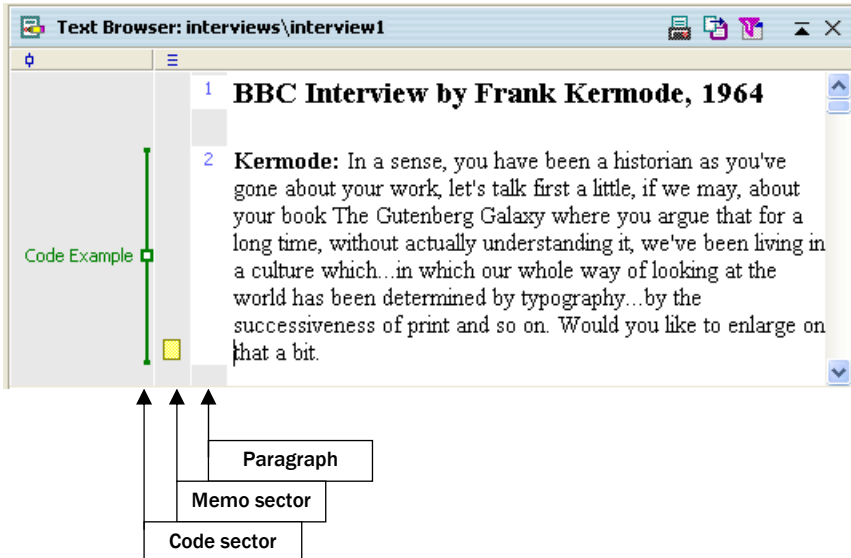 Text Browser: interviews\interview1
1
BBC Interview by Frank Kermode, 1964
2
Kermode: In a sense, you have been a historian as you've
gone about your work, let's talk first a little, if we may, about
your book The Gutenberg Galaxy where you argue that for a
long time, without actually understanding it, we've been living in
a culture which...in which our whole way of looking at the
world has been determined by typography...by the
successiveness of print and so on. Would you like to enlarge on
that a bit.
Code Example
Paragraph
Memo sector
Code sector